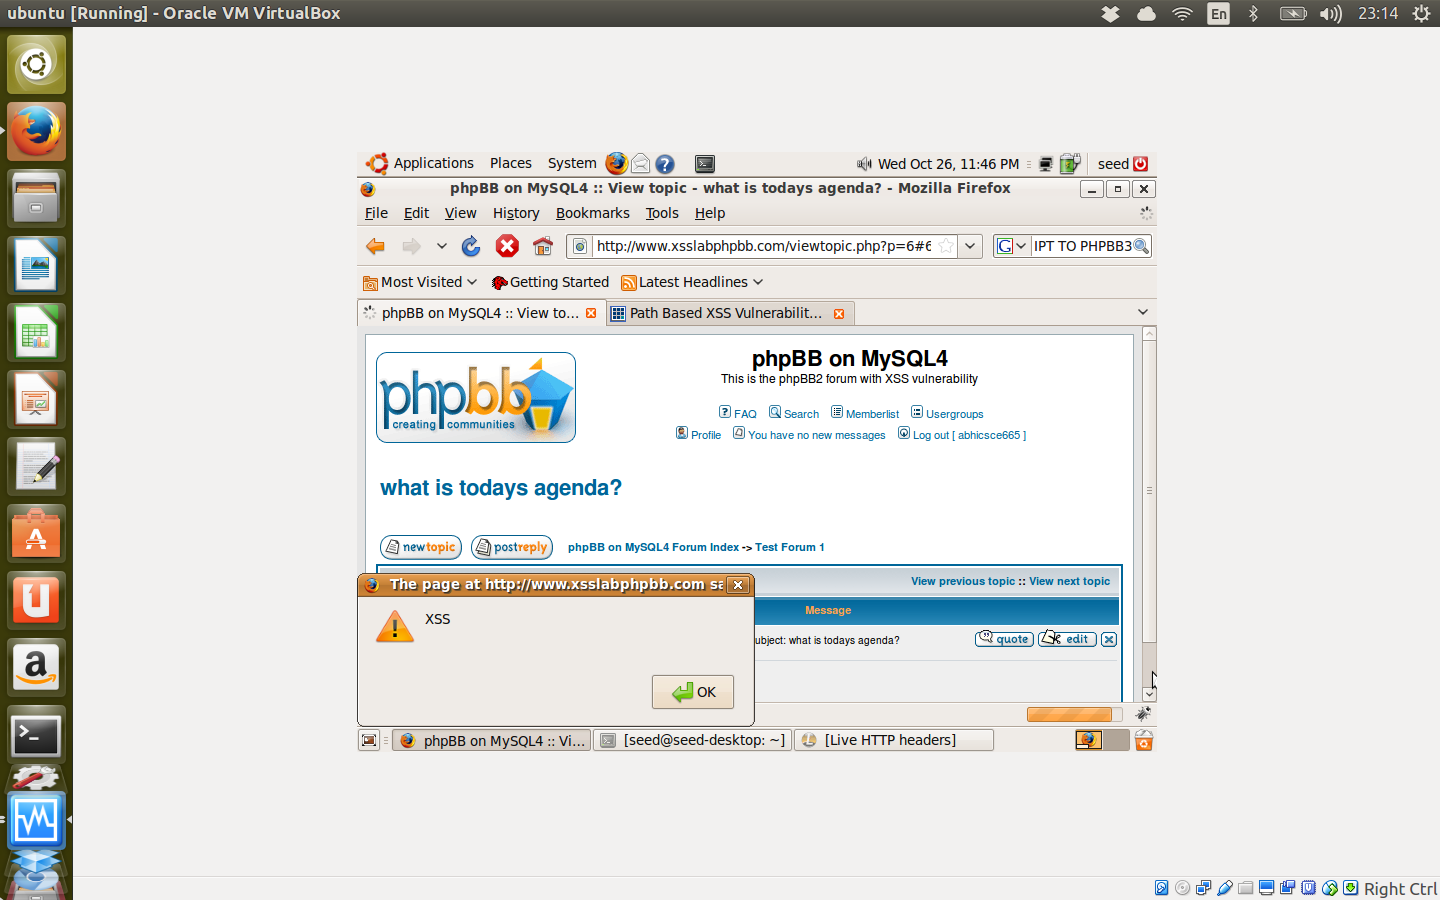 ubuntu [Running] - Oracle VM VirtualBox
En
23:14
Applications Places System
Wed Oct 26, 11:46 PM
seed
phpBB on MySQL4 :: View topic - what is todays agenda? - Mozilla Firefox
File Edit View History Bookmarks Tools Help
http://www.xsslabphpbb.com/viewtopic.php?p=6#6
G
IPT TO PHPBB3
Most Visited Getting Started Latest Headlines
phpBB on MySQL4 :: View to...
Path Based XSS Vulnerabilit...
phpbb
creating communities
phpBB on MySQL4
This is the phpBB2 forum with XSS vulnerability
FAQ Search Memberlist Usergroups
Profile You have no new messages Log out [ abhicsce665 ]
what is todays agenda?
newtopic postreply phpBB on MySQL4 Forum Index -> Test Forum 1
View previous topic :: View next topic
Message
ubject: what is todays agenda?
quote edit
The page at http://www.xsslabphpbb.com sa
XSS
OK
phpBB on MySQL4 :: Vi...
[seed@seed-desktop: ~]
[Live HTTP headers]
Right Ctrl